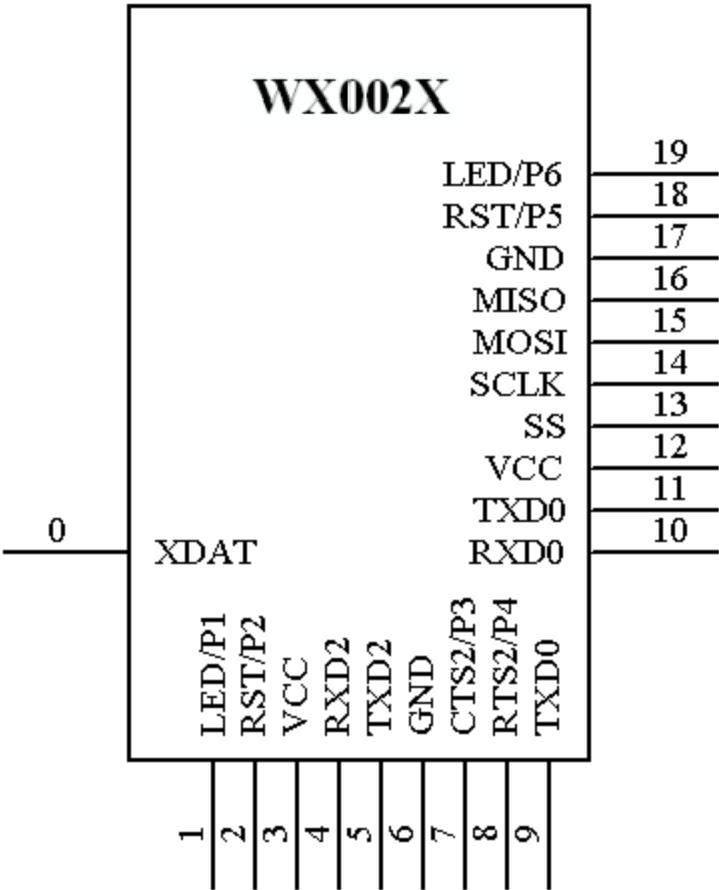 WX002X
19
LED/P6
18
RST/P5
17
GND
16
MISO
15
MOSI
14
SCLK
13
SS
12
VCC
11
TXD0
0
10
XDAT
RXD0
LED/P1
RST/P2
VCC
RXD2
TXD2
GND
CTS2/P3
RTS2/P4
TXD0
1
2
3
4
5
6
7
8
9